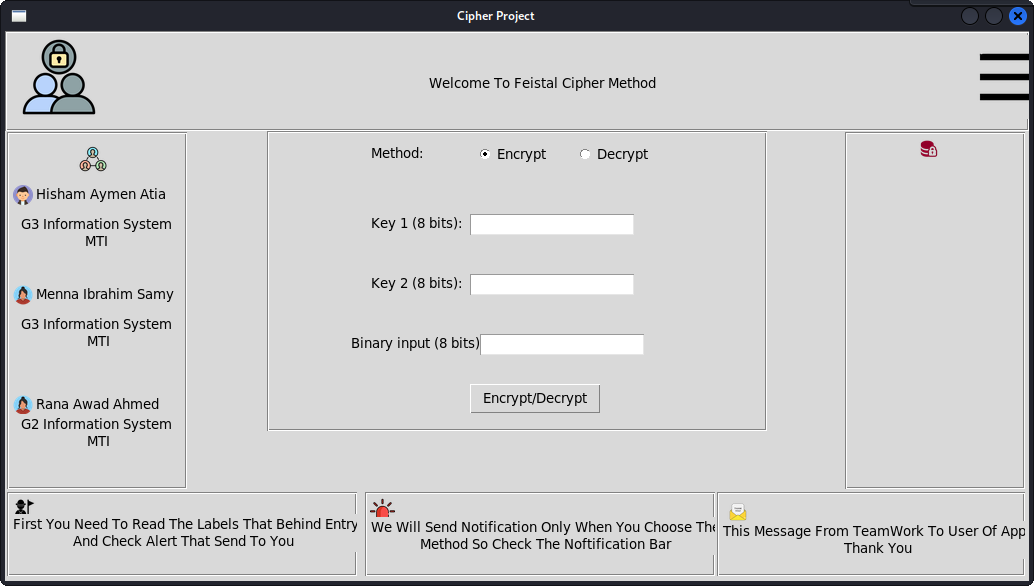 Cipher Project
Welcome To Feistal Cipher Method
Hisham Aymen Atia
G3 Information System
MTI
Menna Ibrahim Samy
G3 Information System
MTI
Rana Awad Ahmed
G2 Information System
MTI
Method:
Encrypt
Decrypt
Key 1 (8 bits):
Key 2 (8 bits):
Binary input (8 bits)
Encrypt/Decrypt
First You Need To Read The Labels That Behind Entry
And Check Alert That Send To You
We Will Send Notification Only When You Choose The
Method So Check The Noftification Bar
This Message From TeamWork To User Of App
Thank You